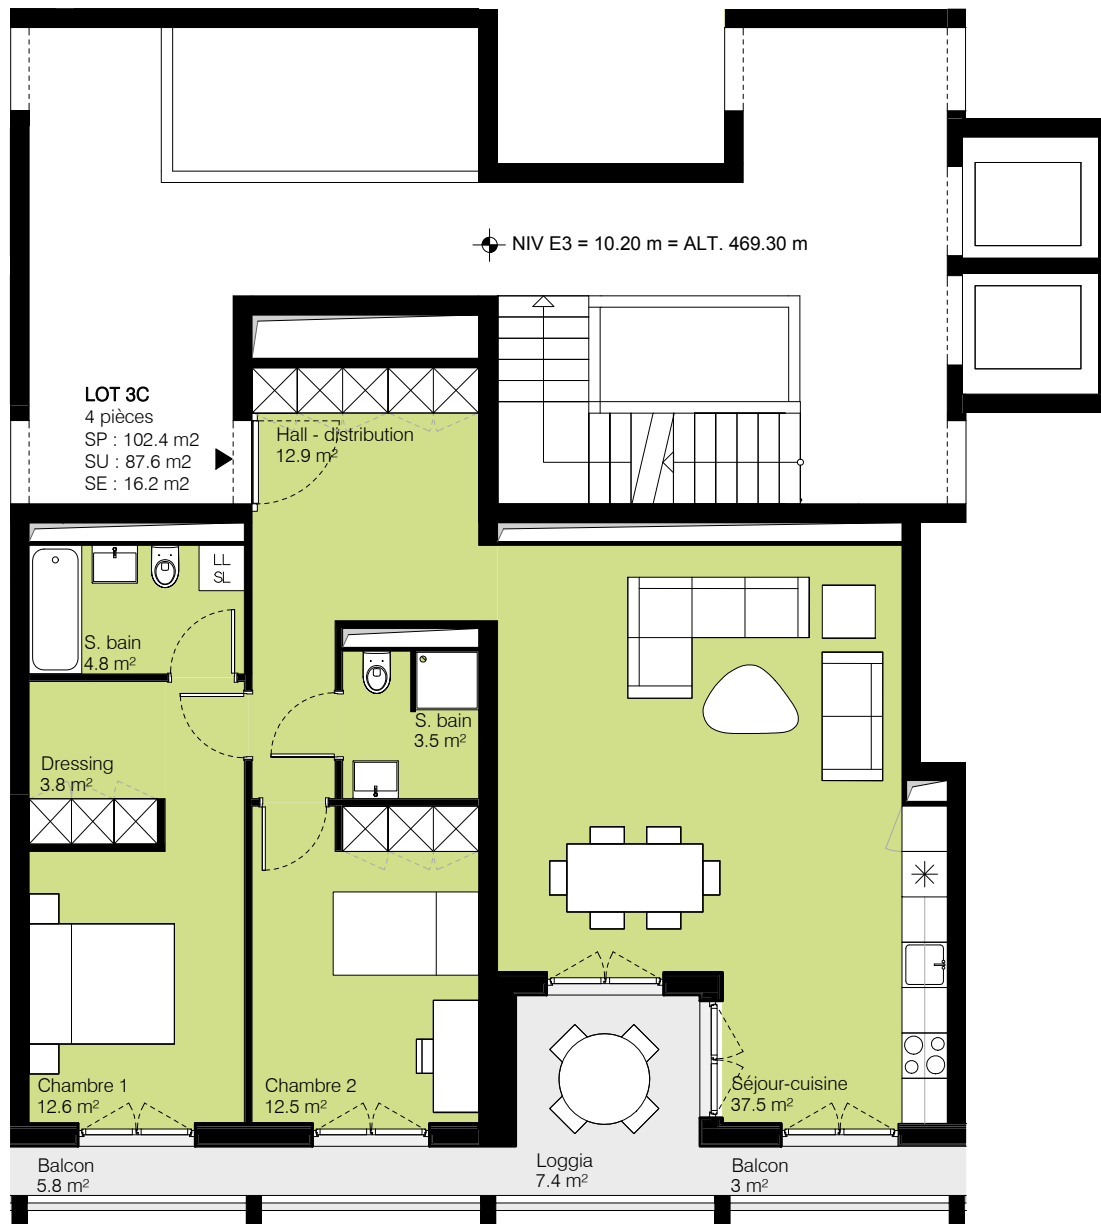 NIV E3 = 10.20 m = ALT. 469.30 m
LOT 3C
4 pièces
SP : 102.4 m2
SU : 87.6 m2
SE : 16.2 m2
Hall - distribution
12.9 m²
LL
SL
S. bain
4.8 m²
S. bain
3.5 m²
Dressing
3.8 m²
Chambre 1
12.6 m²
Chambre 2
12.5 m²
Séjour-cuisine
37.5 m²
Balcon
5.8 m²
Loggia
7.4 m²
Balcon
3 m²